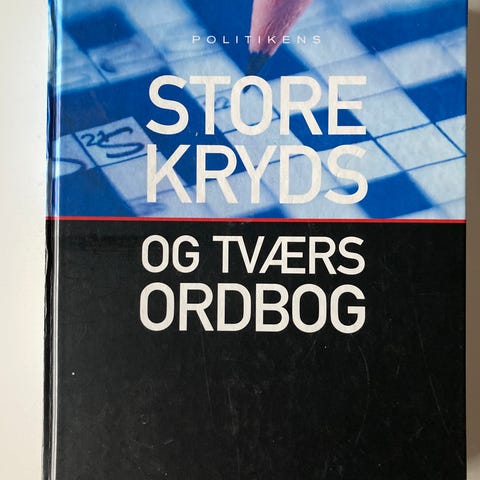 POLITIKENS
STORE
KRYDS
OG TVÆRS
ORDBOG